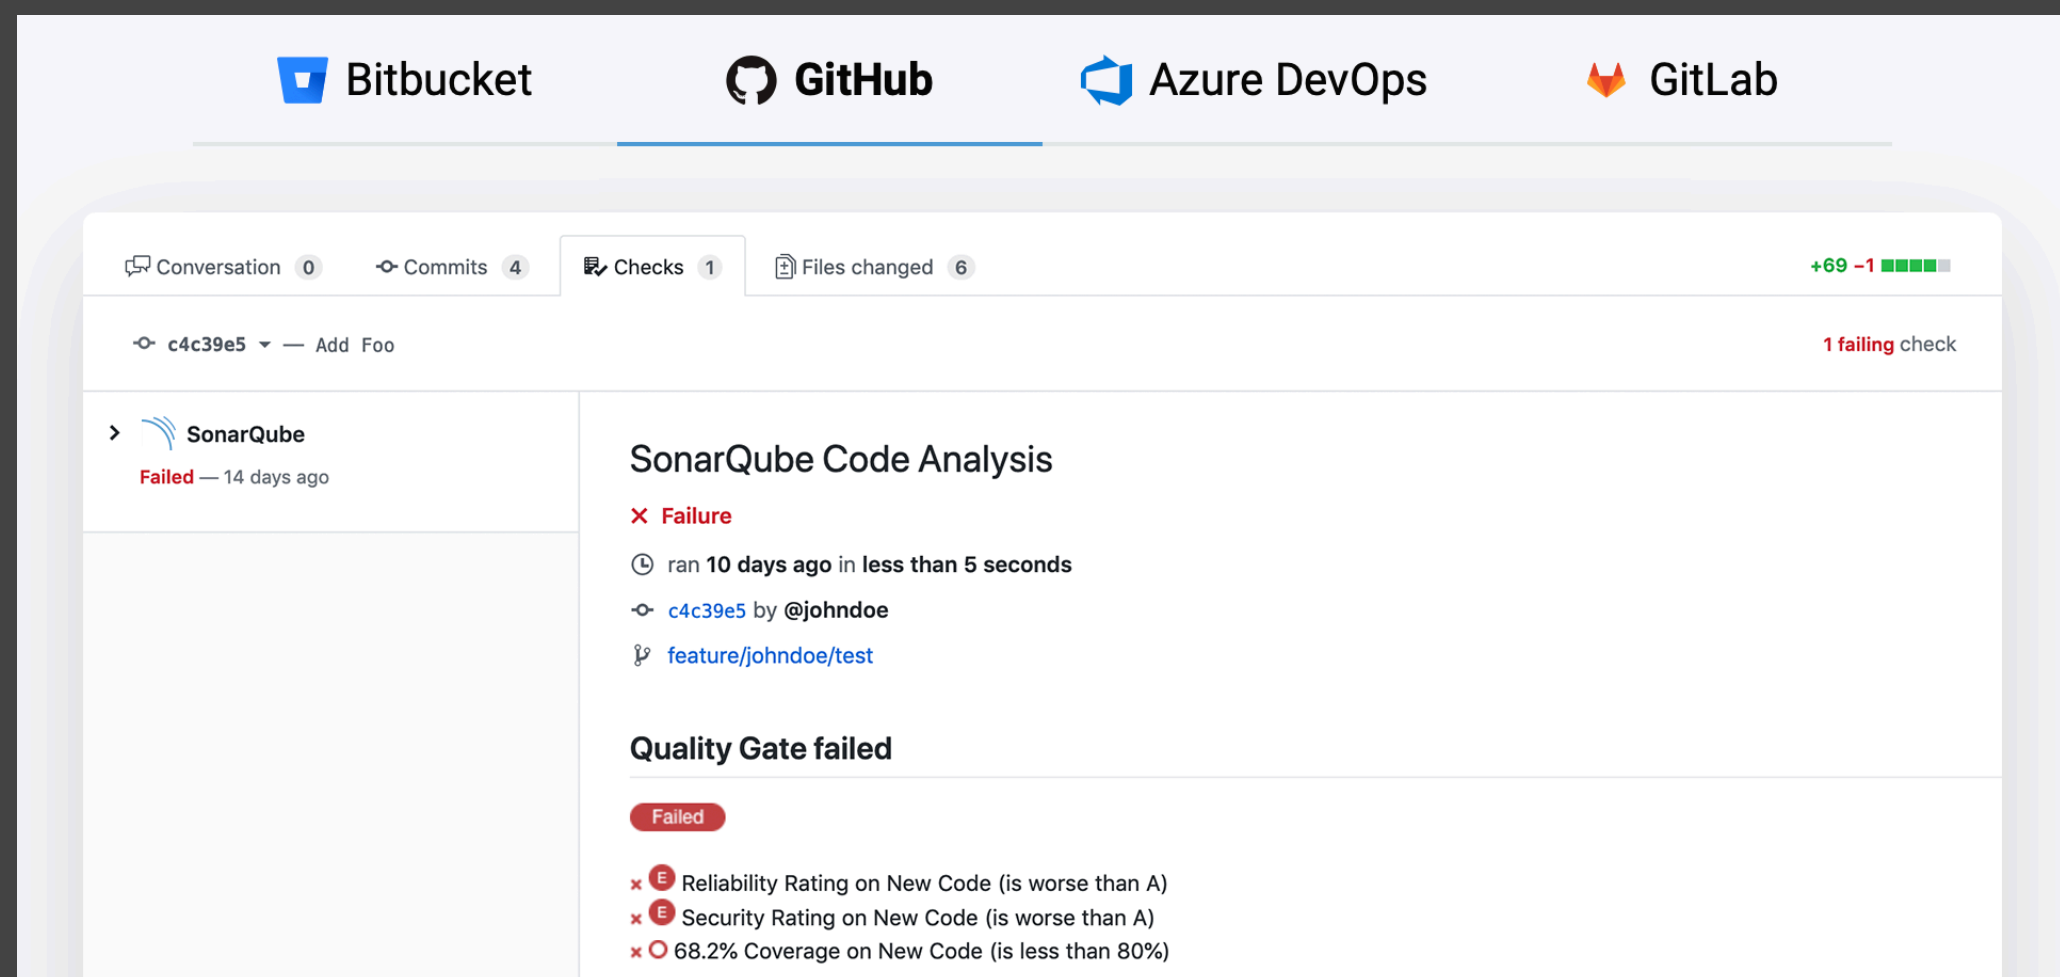 Bitbucket GitHub Azure DevOps GitLab
Conversation 0 Commits 4 Checks 1 Files changed 6 +69 −1
c4c39e5 — Add Foo 1 failing check
SonarQube
Failed — 14 days ago
SonarQube Code Analysis
Failure
ran 10 days ago in less than 5 seconds
c4c39e5 by @johndoe
feature/johndoe/test
Quality Gate failed
Failed
E Reliability Rating on New Code (is worse than A)
E Security Rating on New Code (is worse than A)
68.2% Coverage on New Code (is less than 80%)